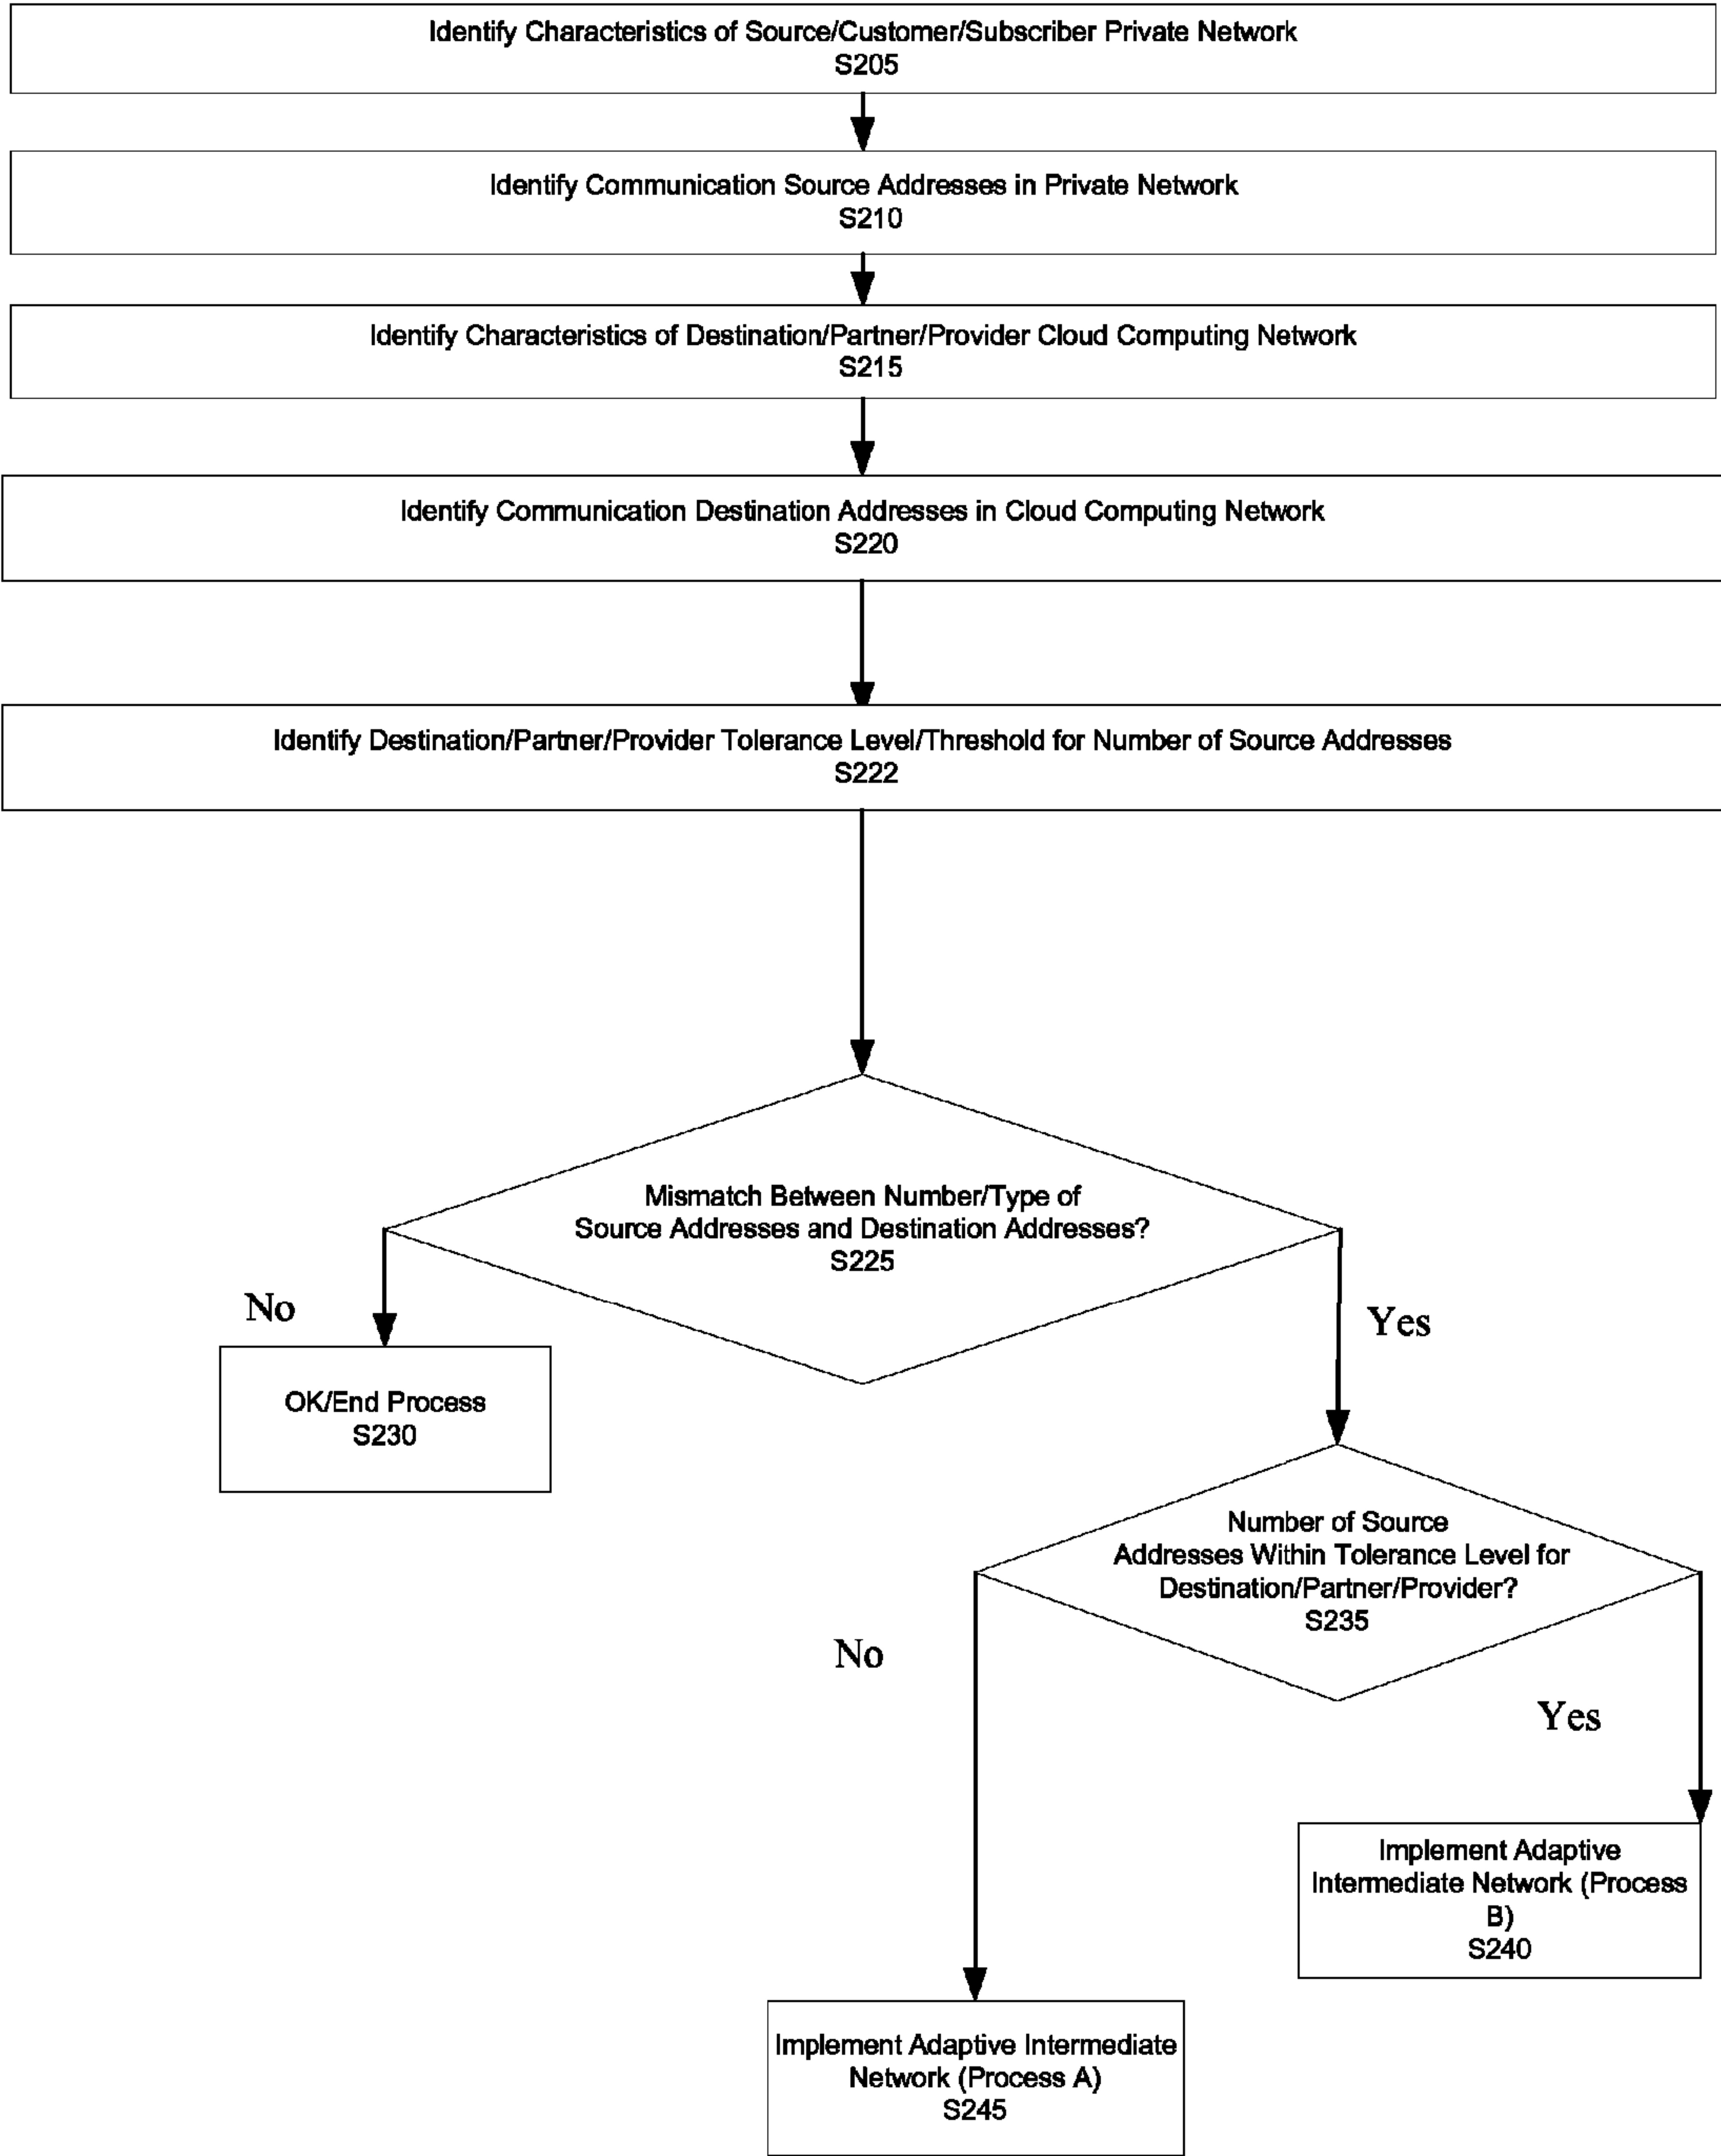 Identify Characteristics of Source/Customer/Subscriber Private Network
S205
Identify Communication Source Addresses in Private Network
S210
Identify Characteristics of Destination/Partner/Provider Cloud Computing Network
S215
Identify Communication Destination Addresses in Cloud Computing Network
S220
Identify Destination/Partner/Provider Tolerance Level/Threshold for Number of Source Addresses
S222
Mismatch Between Number/Type of
Source Addresses and Destination Addresses?
S225
No
Yes
OK/End Process
S230
Number of Source
Addresses Within Tolerance Level for
Destination/Partner/Provider?
S235
No
Yes
Implement Adaptive
Intermediate Network (Process
B)
S240
Implement Adaptive Intermediate
Network (Process A)
S245